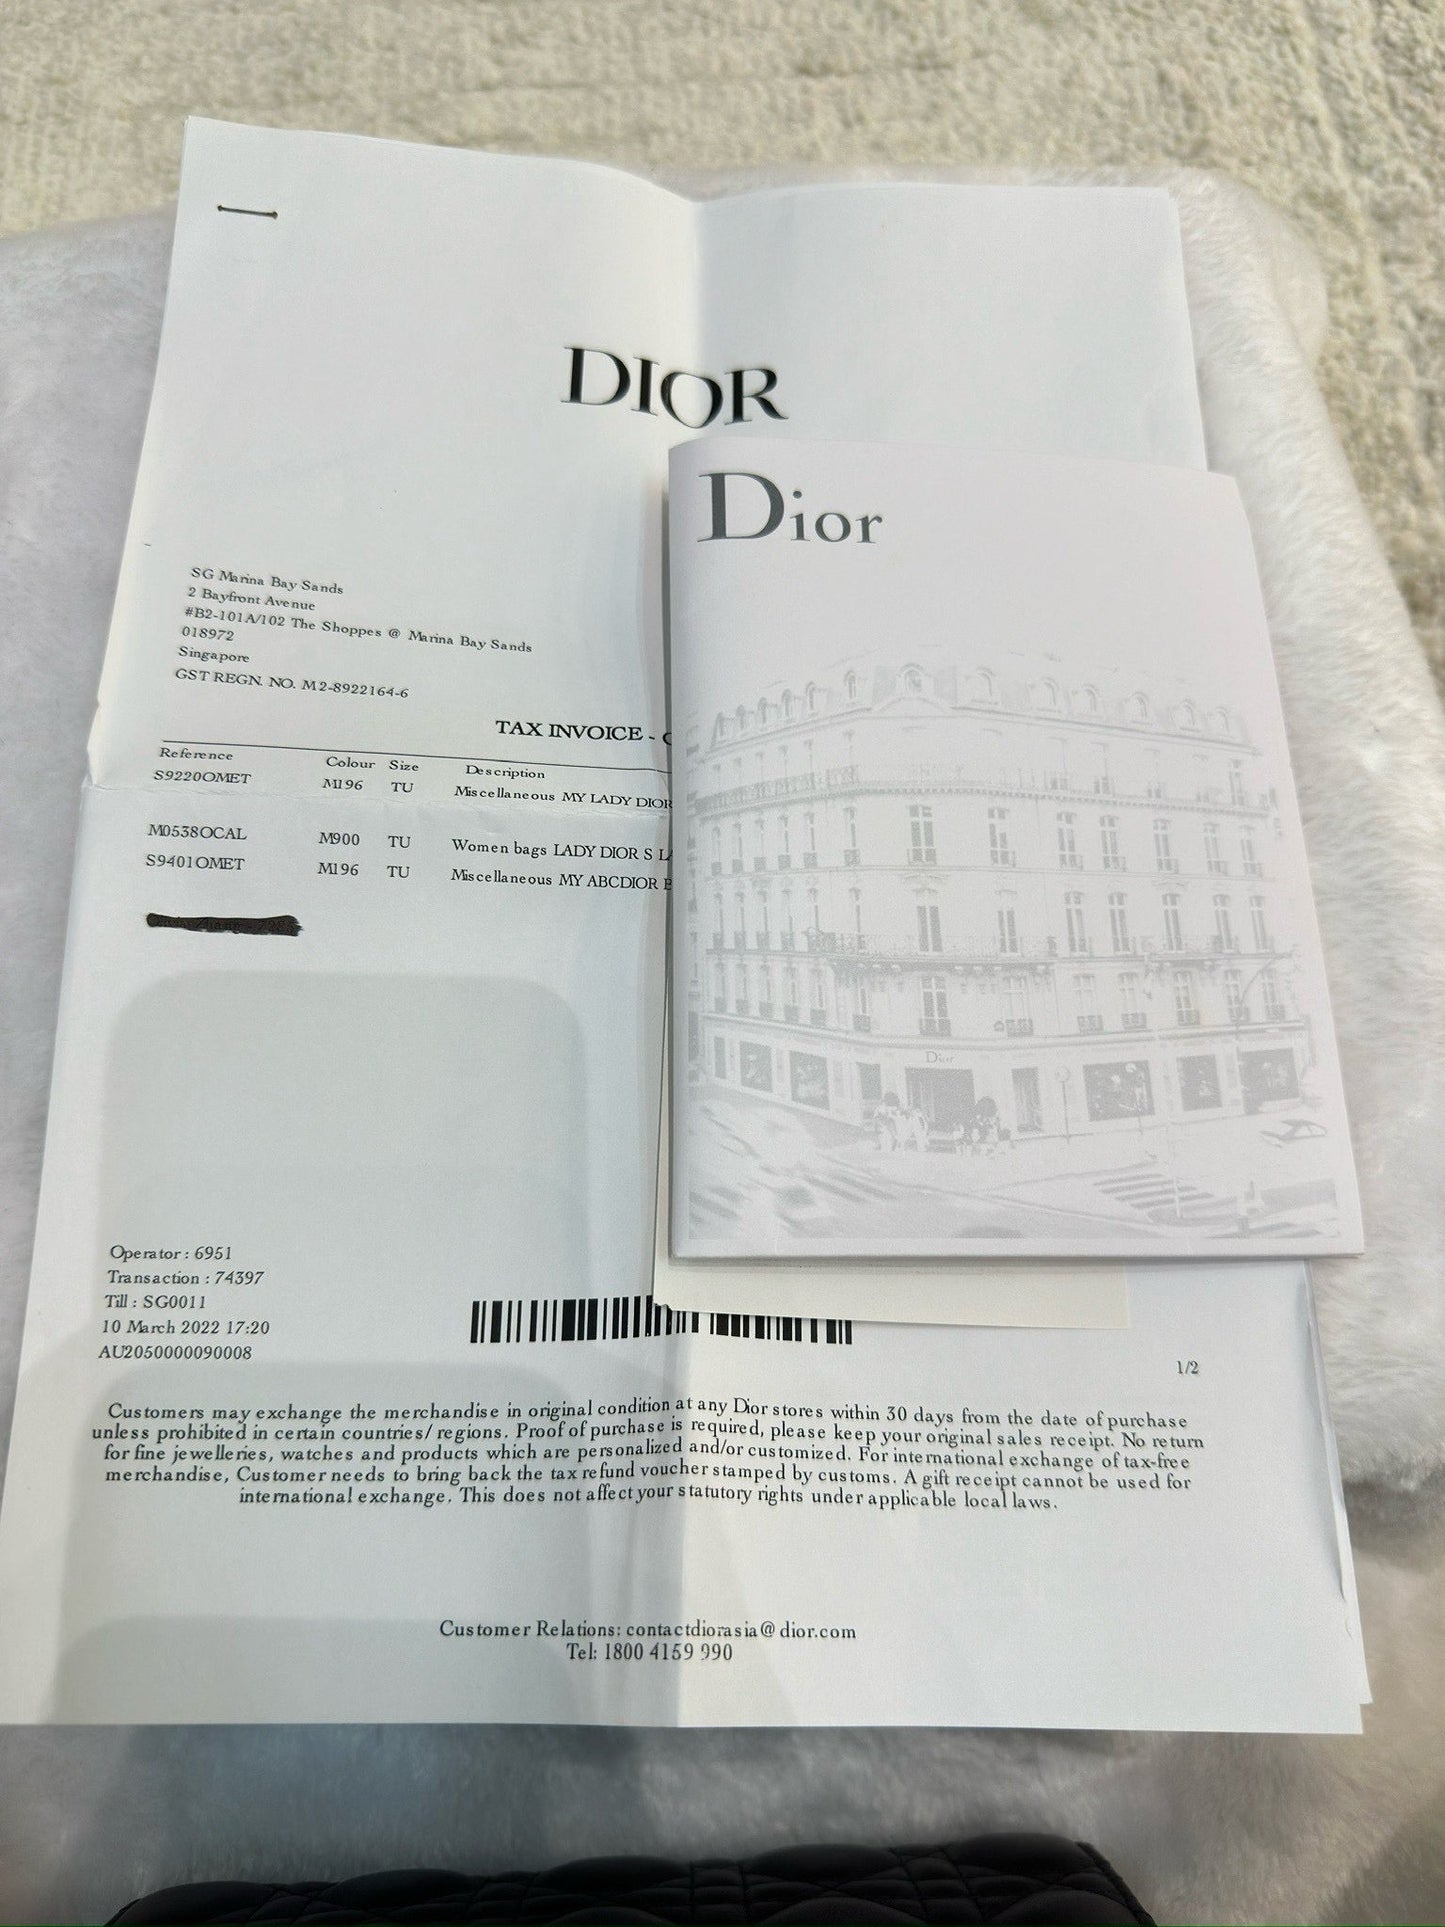 DIOR
Dior
SG Marina Bay Sands
2 Bayfront Avenue
#B2-101A/102 The Shoppes @ Marina Bay Sands
018972
Singapore
GST REGN. NO. M2-8922164-6
TAX INVOICE -
Reference Colour Size Description
S9220OMET M196 TU Miscellaneous MY LADY DIOR
M0538OCAL M900 TU Women bags LADY DIOR S
S9401OMET M196 TU Miscellaneous MY ABCDIOR
Dior
Operator : 6951
Transaction : 74397
Till : SG0011
10 March 2022 17:20
AU2050000090008
1/2
Customers may exchange the merchandise in original condition at any Dior stores within 30 days from the date of purchase
unless prohibited in certain countries/ regions. Proof of purchase is required, please keep your original sales receipt. No return
for fine jewelleries, watches and products which are personalized and/or customized. For international exchange of tax-free
merchandise, Customer needs to bring back the tax refund voucher stamped by customs. A gift receipt cannot be used for
international exchange. This does not affect your statutory rights under applicable local laws.
Customer Relations: contactdiorasia@dior.com
Tel: 1800 4159 990